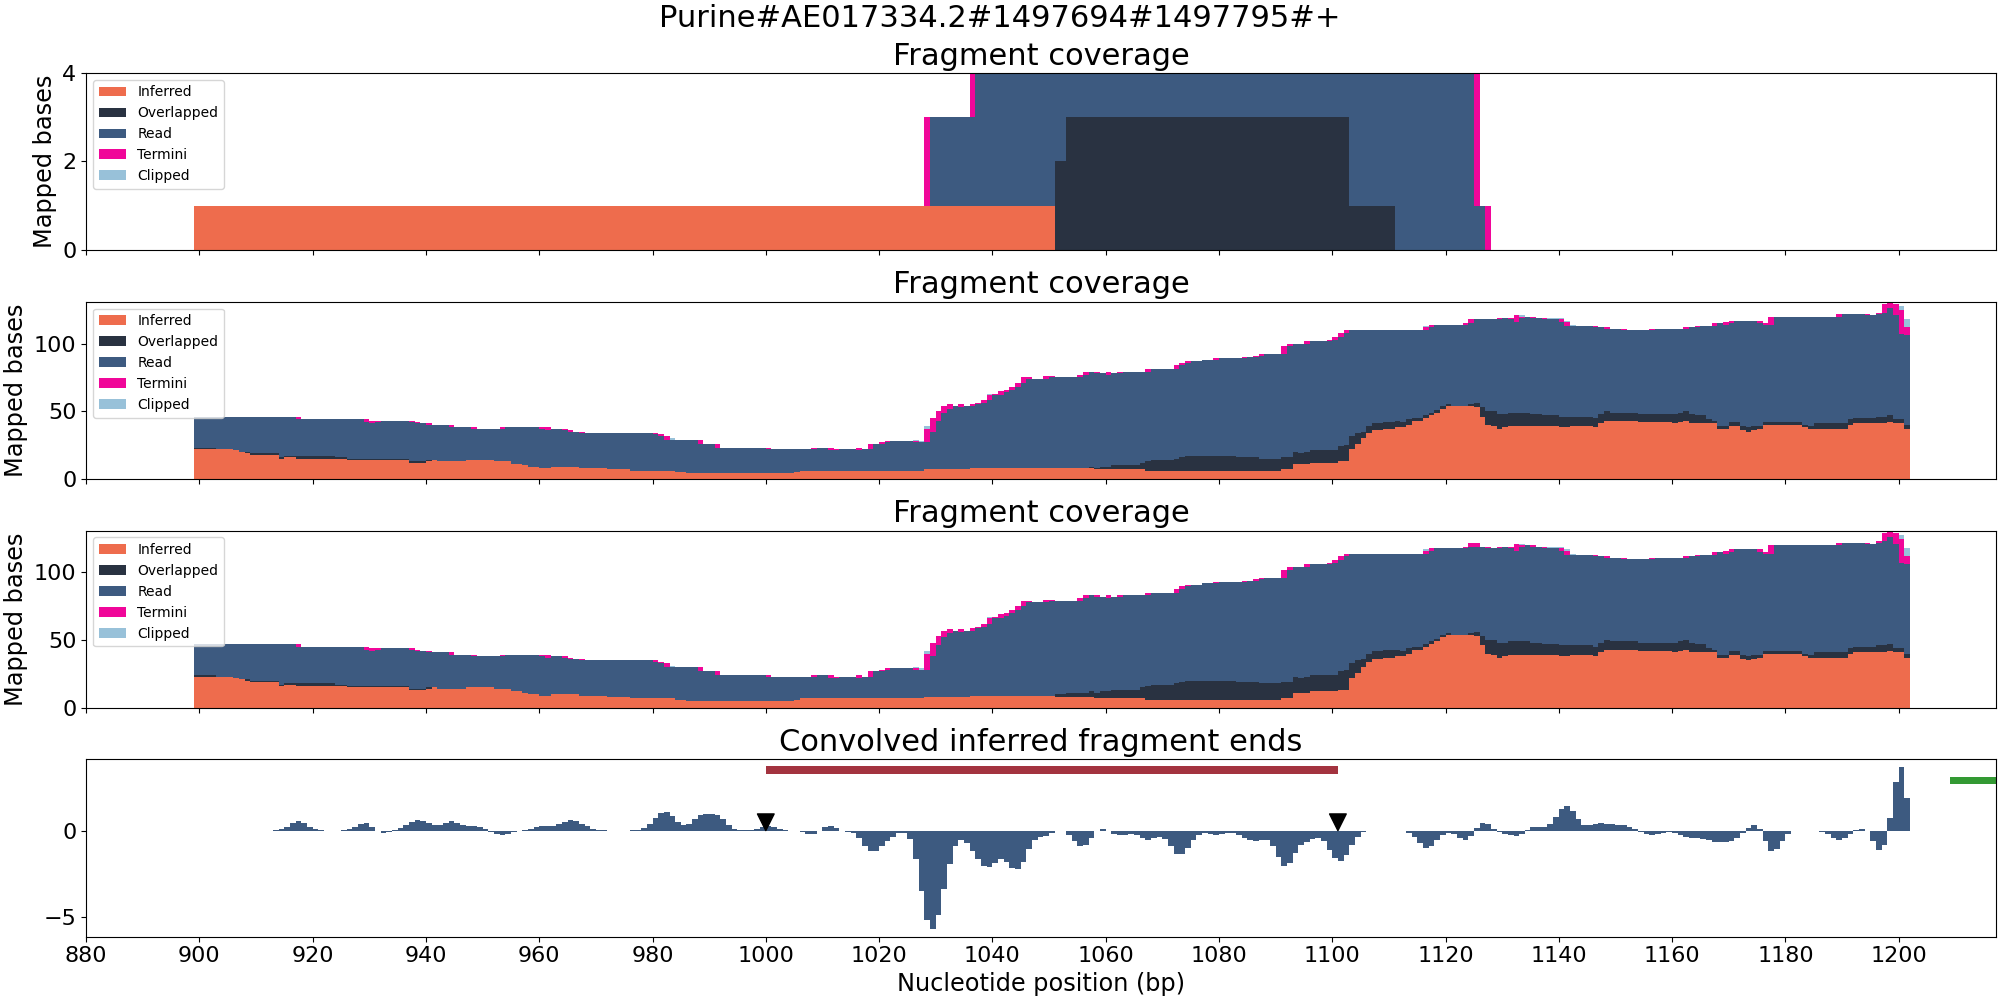 Purine#AE017334.2#1497694#1497795#+
Fragment coverage
Mapped bases
4
2
0
Inferred
Overlapped
Read
Termini
Clipped
Fragment coverage
Mapped bases
100
50
0
Inferred
Overlapped
Read
Termini
Clipped
Fragment coverage
Mapped bases
100
50
0
Inferred
Overlapped
Read
Termini
Clipped
Convolved inferred fragment ends
0
−5
880 900 920 940 960 980 1000 1020 1040 1060 1080 1100 1120 1140 1160 1180 1200
Nucleotide position (bp)